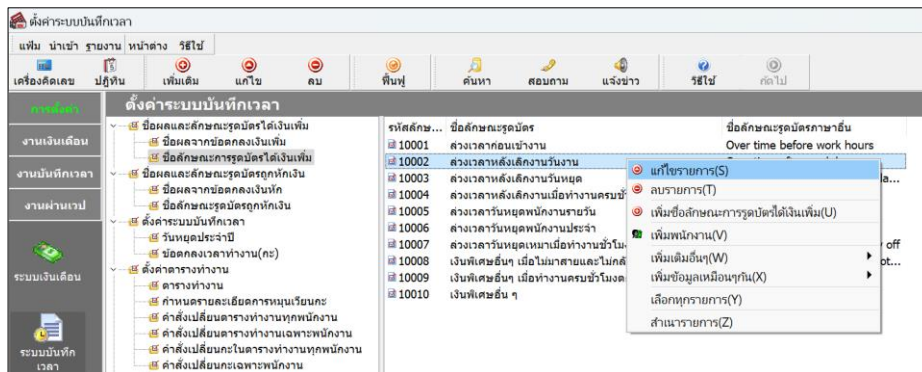 ตั้งค่าระบบบันทึกเวลา
แฟ้ม นำเข้า รายงาน หน้าต่าง วิธีใช้
เครื่องคิดเลข ปฏิทิน เพิ่มเติม แก้ไข ลบ ฟื้นฟู ค้นหา สอบถาม แจ้งข่าว วิธีใช้ ถัดไป
การตั้งค่า
งานเงินเดือน
งานบันทึกเวลา
งานผ่านเวป
ระบบเงินเดือน
ระบบบันทึก
เวลา
ตั้งค่าระบบบันทึกเวลา
ชื่อผลและลักษณะรูดบัตรได้เงินเพิ่ม
ชื่อผลจากข้อตกลงเงินเพิ่ม
ชื่อลักษณะการรูดบัตรได้เงินเพิ่ม
ชื่อผลและลักษณะรูดบัตรถูกหักเงิน
ชื่อผลจากข้อตกลงเงินหัก
ชื่อลักษณะรูดบัตรถูกหักเงิน
ตั้งค่าระบบบันทึกเวลา
วันหยุดประจำปี
ข้อตกลงเวลาทำงาน(กะ)
ตั้งค่าตารางทำงาน
ตารางทำงาน
กำหนดรายละเอียดการหมุนเวียนกะ
คำสั่งเปลี่ยนตารางทำงานทุกพนักงาน
คำสั่งเปลี่ยนตารางทำงานเฉพาะพนักงาน
คำสั่งเปลี่ยนกะในตารางทำงานทุกพนักงาน
คำสั่งเปลี่ยนกะเฉพาะพนักงาน
รหัสลักษ... ชื่อลักษณะรูดบัตร ชื่อลักษณะรูดบัตรภาษาอื่น
10001 ล่วงเวลาก่อนเข้างาน Over time before work hours
10002 ล่วงเวลาหลังเลิกงานวันงาน
10003 ล่วงเวลาหลังเลิกงานวันหยุด
10004 ล่วงเวลาหลังเลิกงานเมื่อทำงานครบชั่
10005 ล่วงเวลาวันหยุดพนักงานรายวัน
10006 ล่วงเวลาวันหยุดพนักงานประจำ
10007 ล่วงเวลาวันหยุดเหมาเมื่อทำงานชั่วโม off
10008 เงินพิเศษอื่นๆ เมื่อไม่มาสายและไม่กลั
10009 เงินพิเศษอื่นๆ เมื่อทำงานครบชั่วโมงต
10010 เงินพิเศษอื่น ๆ
แก้ไขรายการ(S)
ลบรายการ(T)
เพิ่มชื่อลักษณะการรูดบัตรได้เงินเพิ่ม(U)
เพิ่มพนักงาน(V)
เพิ่มเติมอื่นๆ(W)
เพิ่มข้อมูลเหมือนๆกัน(X)
เลือกทุกรายการ(Y)
สำเนารายการ(Z)